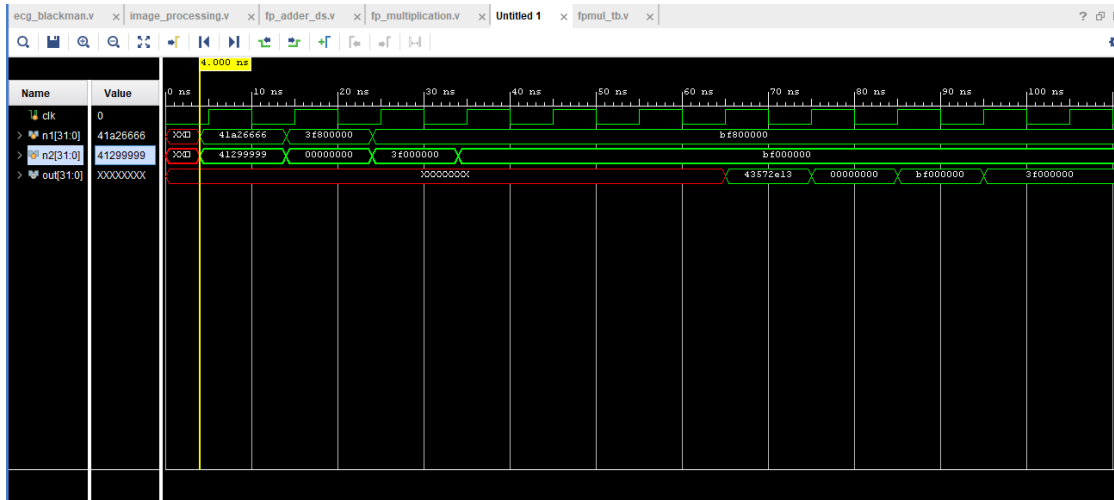 ecg_blackman.v × image_processing.v × fp_adder_ds.v × fp_multiplication.v × Untitled 1 × fpmul_tb.v × ?
4.000 ns
Name Value 0 ns 10 ns 20 ns 30 ns 40 ns 50 ns 60 ns 70 ns 80 ns 90 ns 100 ns
clk 0
n1[31:0] 41a26666 41a26666 3f800000 bf800000
n2[31:0] 41299999 41299999 00000000 3f000000 bf000000
out[31:0] XXXXXXXX XXXXXXXX 43572e13 00000000 bf000000 3f000000